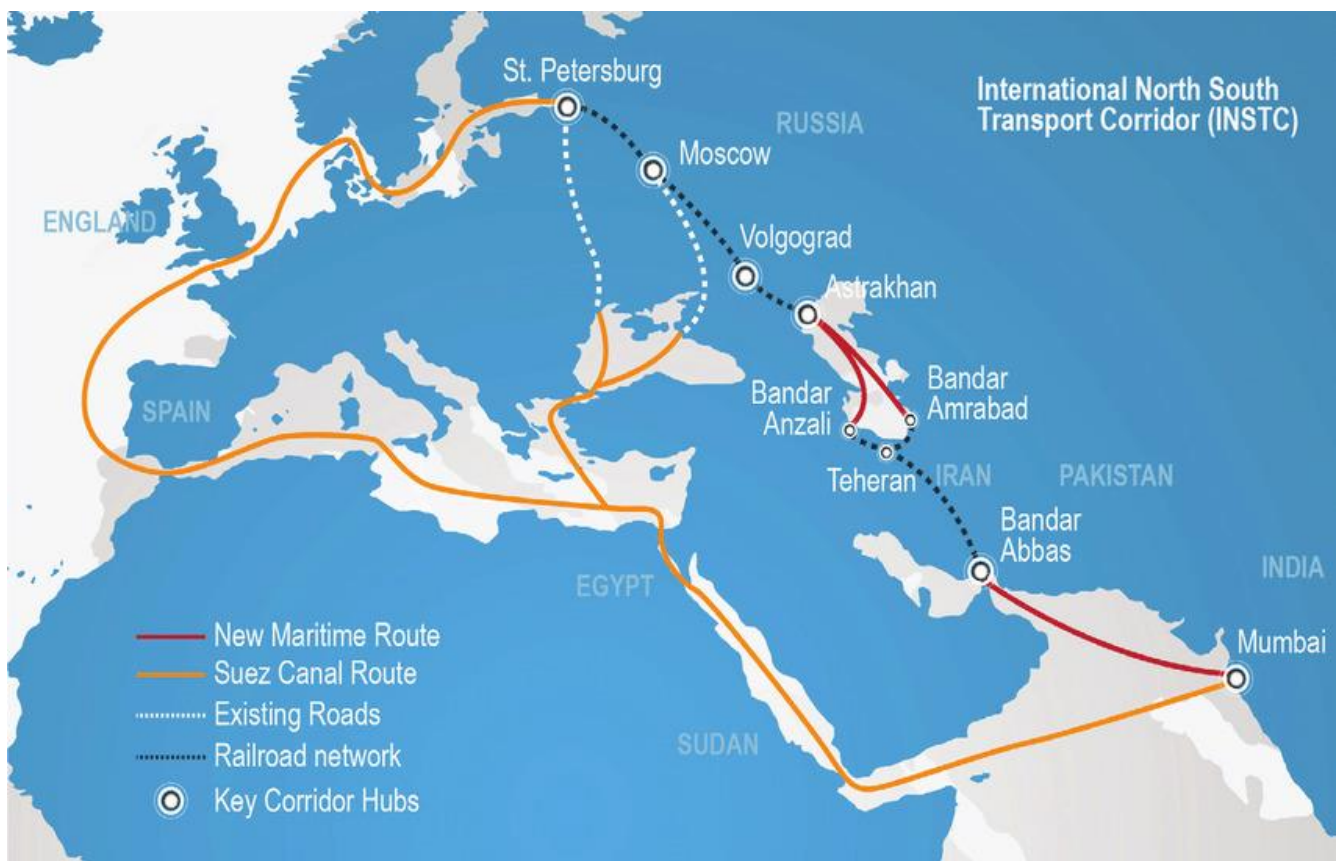 International North South
Transport Corridor (INSTC)
St. Petersburg
RUSSIA
Moscow
ENGLAND
Volgograd
Astrakhan
SPAIN
Bandar
Anzali
Bandar
Amrabad
Teheran
IRAN
PAKISTAN
Bandar
Abbas
INDIA
EGYPT
Mumbai
SUDAN
New Maritime Route
Suez Canal Route
Existing Roads
Railroad network
Key Corridor Hubs